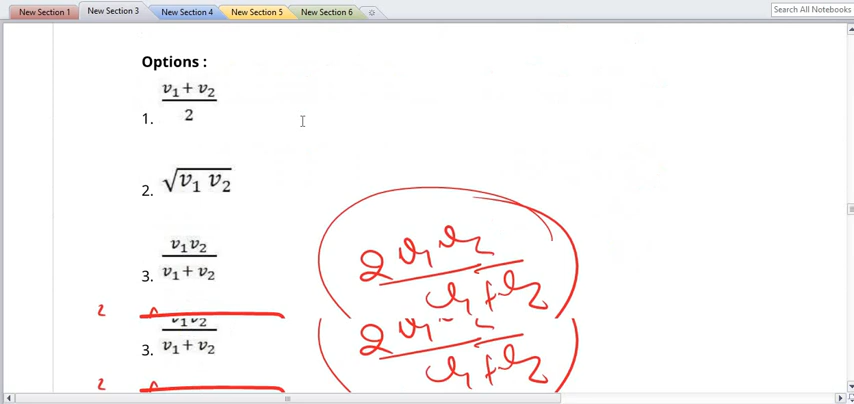 New Section 1 New Section 3 New Section 4 New Section 5 New Section 6 Search All Notebooks
Options :
1. v₁ + v₂ / 2
2. √v₁ v₂
3. v₁v₂ / v₁ + v₂
2v₁v₂ / v₁+v₂
2
3. v₁v₂ / v₁ + v₂
2v₁v₂ / v₁+v₂
2